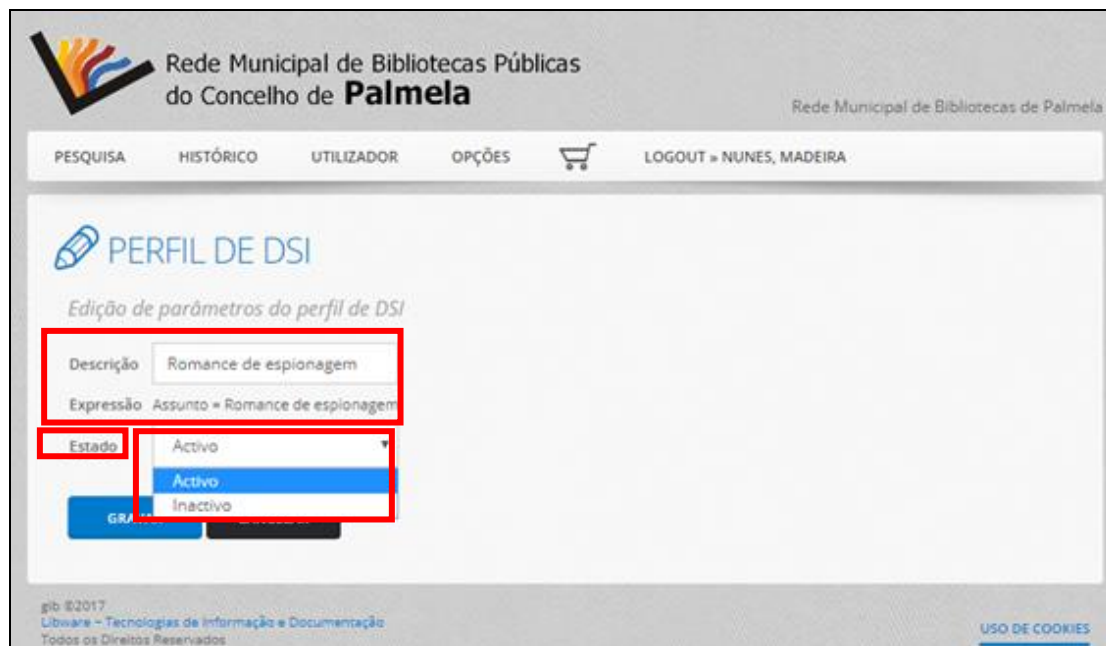 Rede Municipal de Bibliotecas Públicas
do Concelho de Palmela
Rede Municipal de Bibliotecas de Palmela
PESQUISA HISTÓRICO UTILIZADOR OPÇÕES LOGOUT » NUNES, MADEIRA
PERFIL DE DSI
Edição de parâmetros do perfil de DSI
Descrição Romance de espionagem
Expressão Assunto = Romance de espionagem
Estado Activo
Activo
Inactivo
gib ©2017
Libware – Tecnologias de Informação e Documentação
Todos os Direitos Reservados
USO DE COOKIES